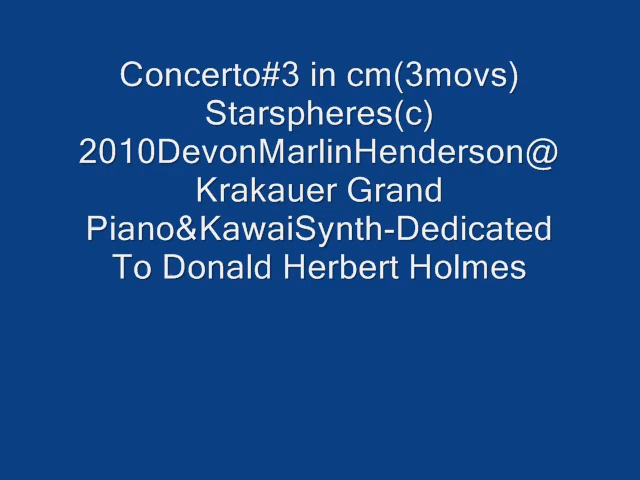 Concerto#3 in cm(3movs)
Starspheres(c)
2010DevonMarlinHenderson@
Krakauer Grand
Piano&KawaiSynth-Dedicated
To Donald Herbert Holmes